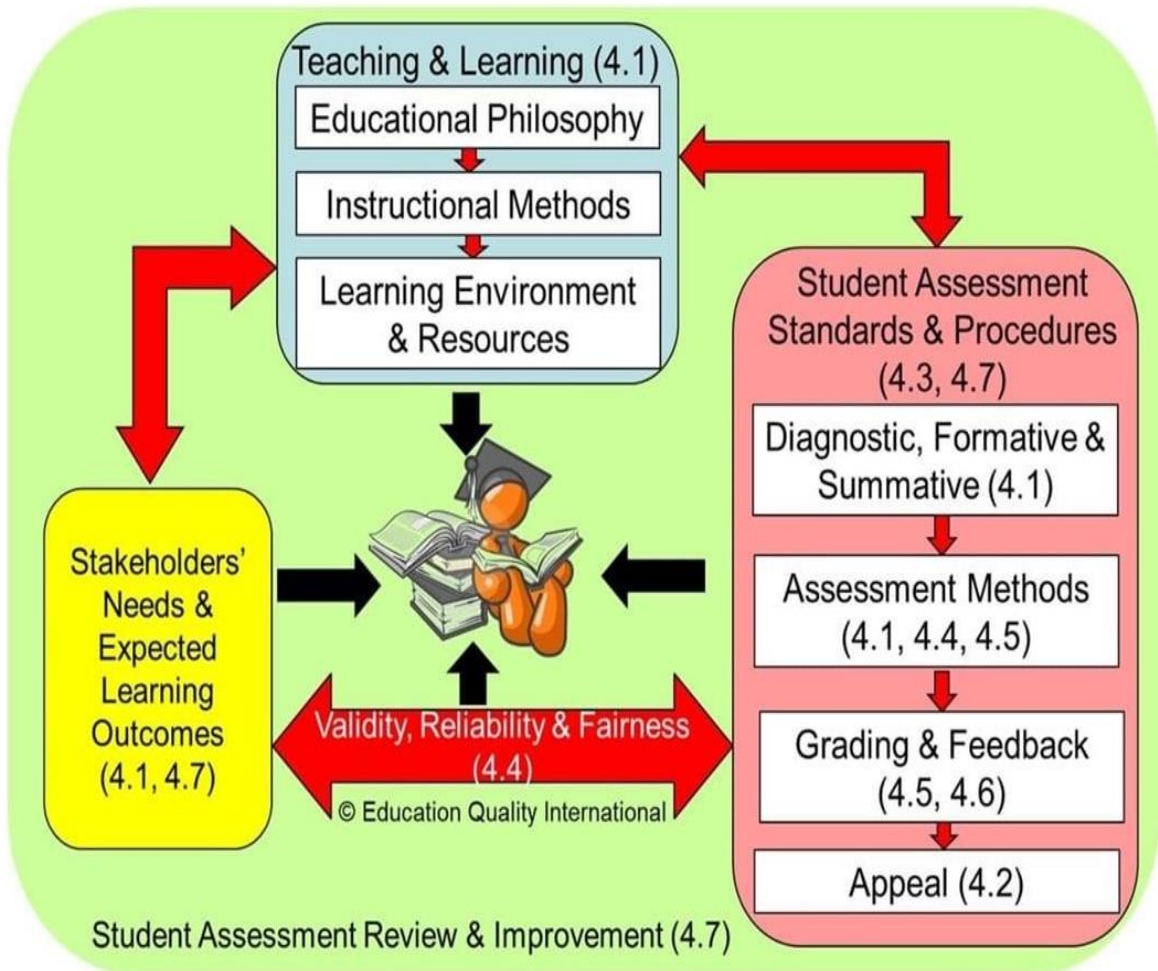 Teaching & Learning (4.1)
Educational Philosophy
Instructional Methods
Learning Environment
& Resources
Student Assessment
Standards & Procedures
(4.3, 4.7)
Diagnostic, Formative &
Summative (4.1)
Assessment Methods
(4.1, 4.4, 4.5)
Grading & Feedback
(4.5, 4.6)
Appeal (4.2)
Stakeholders’
Needs &
Expected
Learning
Outcomes
(4.1, 4.7)
Validity, Reliability & Fairness
(4.4)
© Education Quality International
Student Assessment Review & Improvement (4.7)